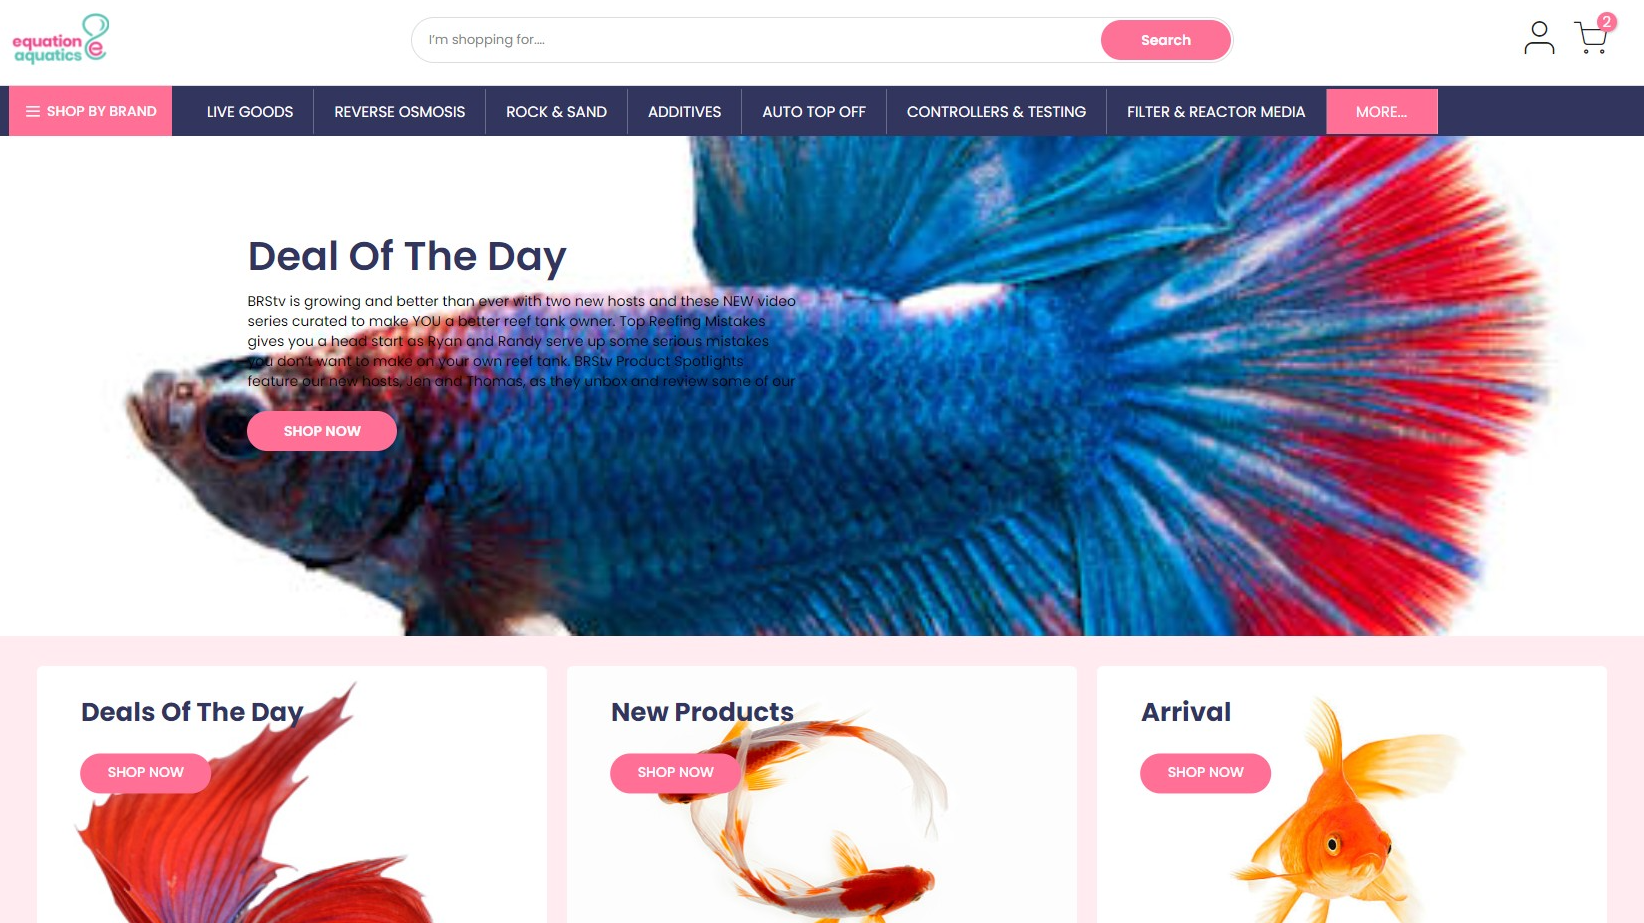 equation
aquatics
I'm shopping for....
Search
2
SHOP BY BRAND
LIVE GOODS
REVERSE OSMOSIS
ROCK & SAND
ADDITIVES
AUTO TOP OFF
CONTROLLERS & TESTING
FILTER & REACTOR MEDIA
MORE...
Deal Of The Day
BRStv is growing and better than ever with two new hosts and these NEW video
series curated to make YOU a better reef tank owner. Top Reefing Mistakes
gives you a head start as Ryan and Randy serve up some serious mistakes
you don't want to make on your own reef tank. BRStv Product Spotlights
feature our new hosts, Jen and Thomas, as they unbox and review some of our
SHOP NOW
Deals Of The Day
SHOP NOW
New Products
SHOP NOW
Arrival
SHOP NOW